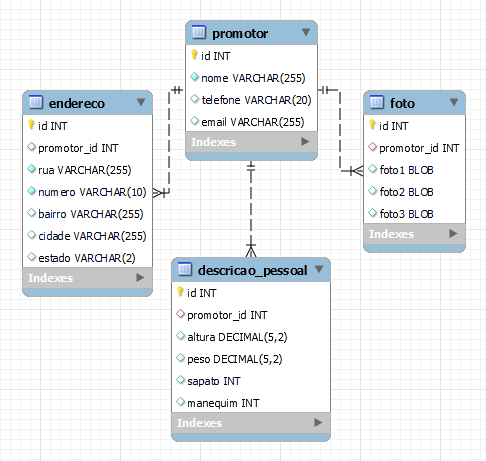 promotor
id INT
nome VARCHAR(255)
telefone VARCHAR(20)
email VARCHAR(255)
Indexes
endereco
id INT
promotor_id INT
rua VARCHAR(255)
numero VARCHAR(10)
bairro VARCHAR(255)
cidade VARCHAR(255)
estado VARCHAR(2)
Indexes
foto
id INT
promotor_id INT
foto1 BLOB
foto2 BLOB
foto3 BLOB
Indexes
descricao_pessoal
id INT
promotor_id INT
altura DECIMAL(5,2)
peso DECIMAL(5,2)
sapato INT
manequim INT
Indexes